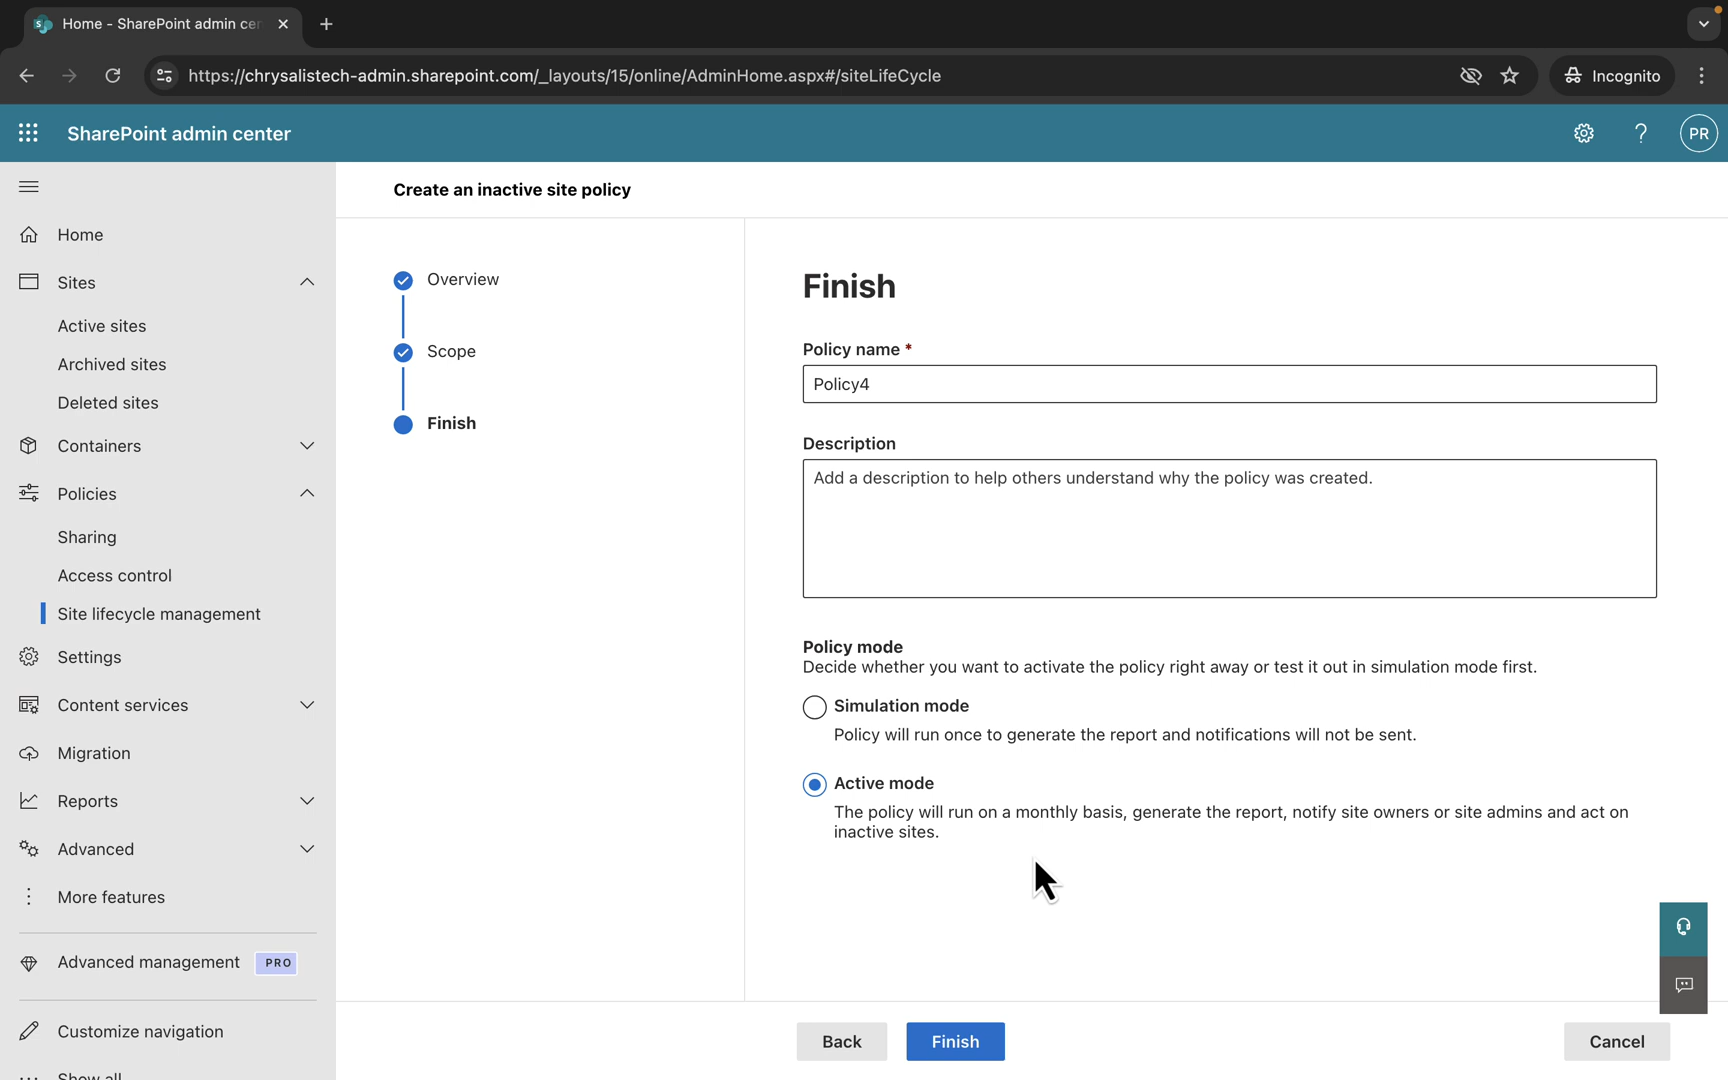 Home - SharePoint admin cer
https://chrysalistech-admin.sharepoint.com/_layouts/15/online/AdminHome.aspx#/siteLifeCycle
Incognito
SharePoint admin center
?
PR
Create an inactive site policy
Home
Sites
Active sites
Archived sites
Deleted sites
Containers
Policies
Sharing
Access control
Site lifecycle management
Settings
Content services
Migration
Reports
Advanced
More features
Advanced management PRO
Customize navigation
Show all
Overview
Scope
Finish
Finish
Policy name *
Policy4
Description
Add a description to help others understand why the policy was created.
Policy mode
Decide whether you want to activate the policy right away or test it out in simulation mode first.
Simulation mode
Policy will run once to generate the report and notifications will not be sent.
Active mode
The policy will run on a monthly basis, generate the report, notify site owners or site admins and act on
inactive sites.
Back
Finish
Cancel